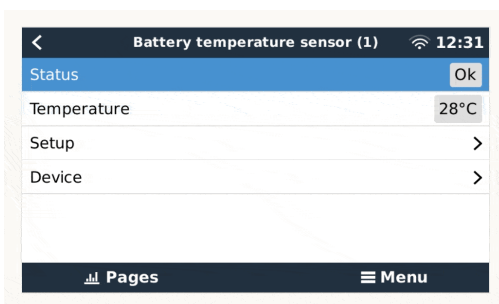 Battery temperature sensor (1) 12:31
Status Ok
Temperature 28°C
Setup
Device
Pages Menu